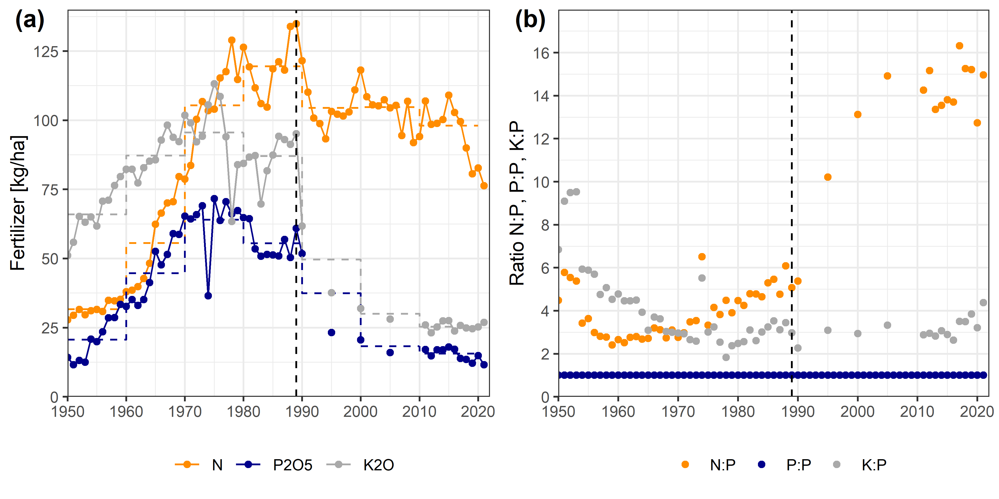 (a)
Fertilizer [kg/ha]
125
100
75
50
25
0
1950 1960 1970 1980 1990 2000 2010 2020
N P2O5 K2O
(b)
Ratio N:P, P:P, K:P
16
14
12
10
8
6
4
2
0
1950 1960 1970 1980 1990 2000 2010 2020
N:P P:P K:P